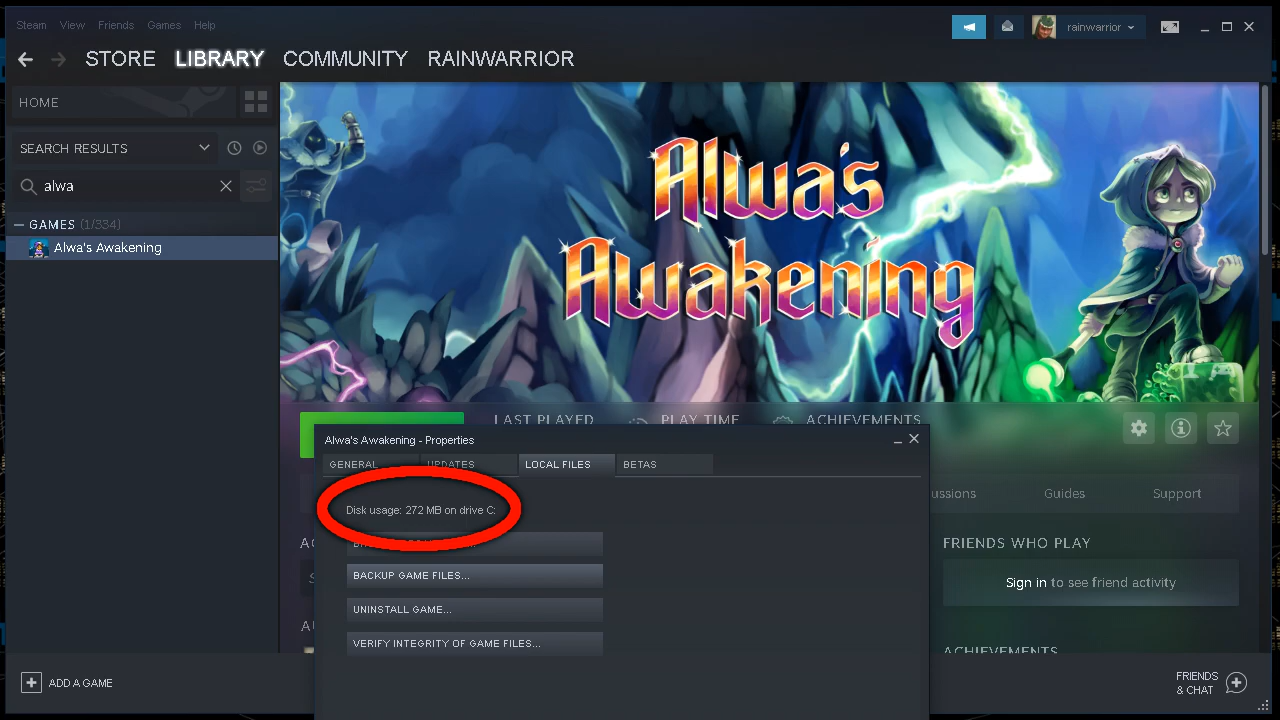 Steam View Friends Games Help
rainwarrior
STORE LIBRARY COMMUNITY RAINWARRIOR
HOME
SEARCH RESULTS
alwa
GAMES (1/334)
Alwa's Awakening
Alwa's
Awakening
LAST PLAYED PLAY TIME ACHIEVEMENTS
Alwa's Awakening - Properties
GENERAL UPDATES LOCAL FILES BETAS
Disk usage: 272 MB on drive C:
BACKUP GAME FILES...
UNINSTALL GAME...
VERIFY INTEGRITY OF GAME FILES...
ussions Guides Support
FRIENDS WHO PLAY
Sign in to see friend activity
ACHIEVEMENTS
ADD A GAME
FRIENDS
& CHAT